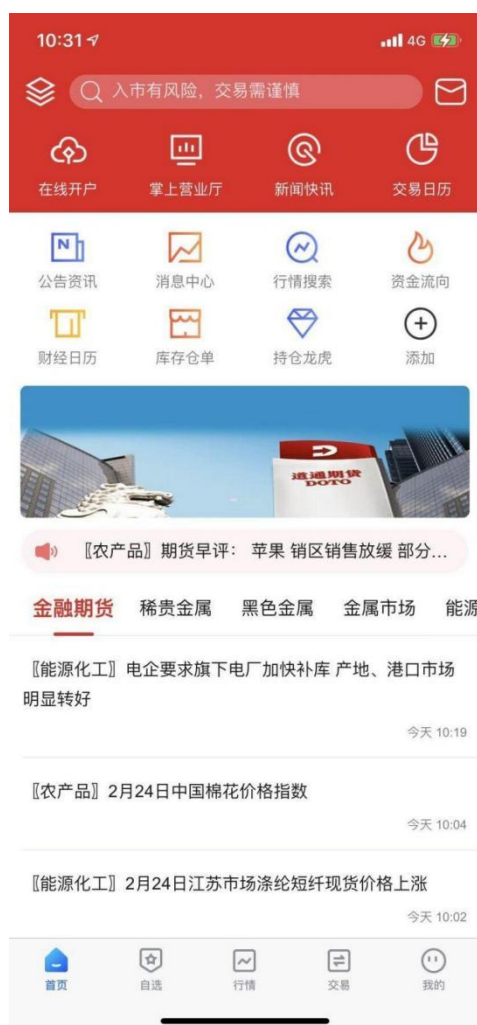 10:31 4G
入市有风险，交易需谨慎
在线开户 掌上营业厅 新闻快讯 交易日历
N
公告资讯 消息中心 行情搜索 资金流向
财经日历 库存仓单 持仓龙虎 添加
道通期货
DOTO
〖农产品〗期货早评： 苹果 销区销售放缓 部分...
金融期货 稀贵金属 黑色金属 金属市场 能源
〖能源化工〗电企要求旗下电厂加快补库 产地、港口市场
明显转好
今天 10:19
〖农产品〗2月24日中国棉花价格指数
今天 10:04
〖能源化工〗2月24日江苏市场涤纶短纤现货价格上涨
今天 10:02
首页 自选 行情 交易 我的